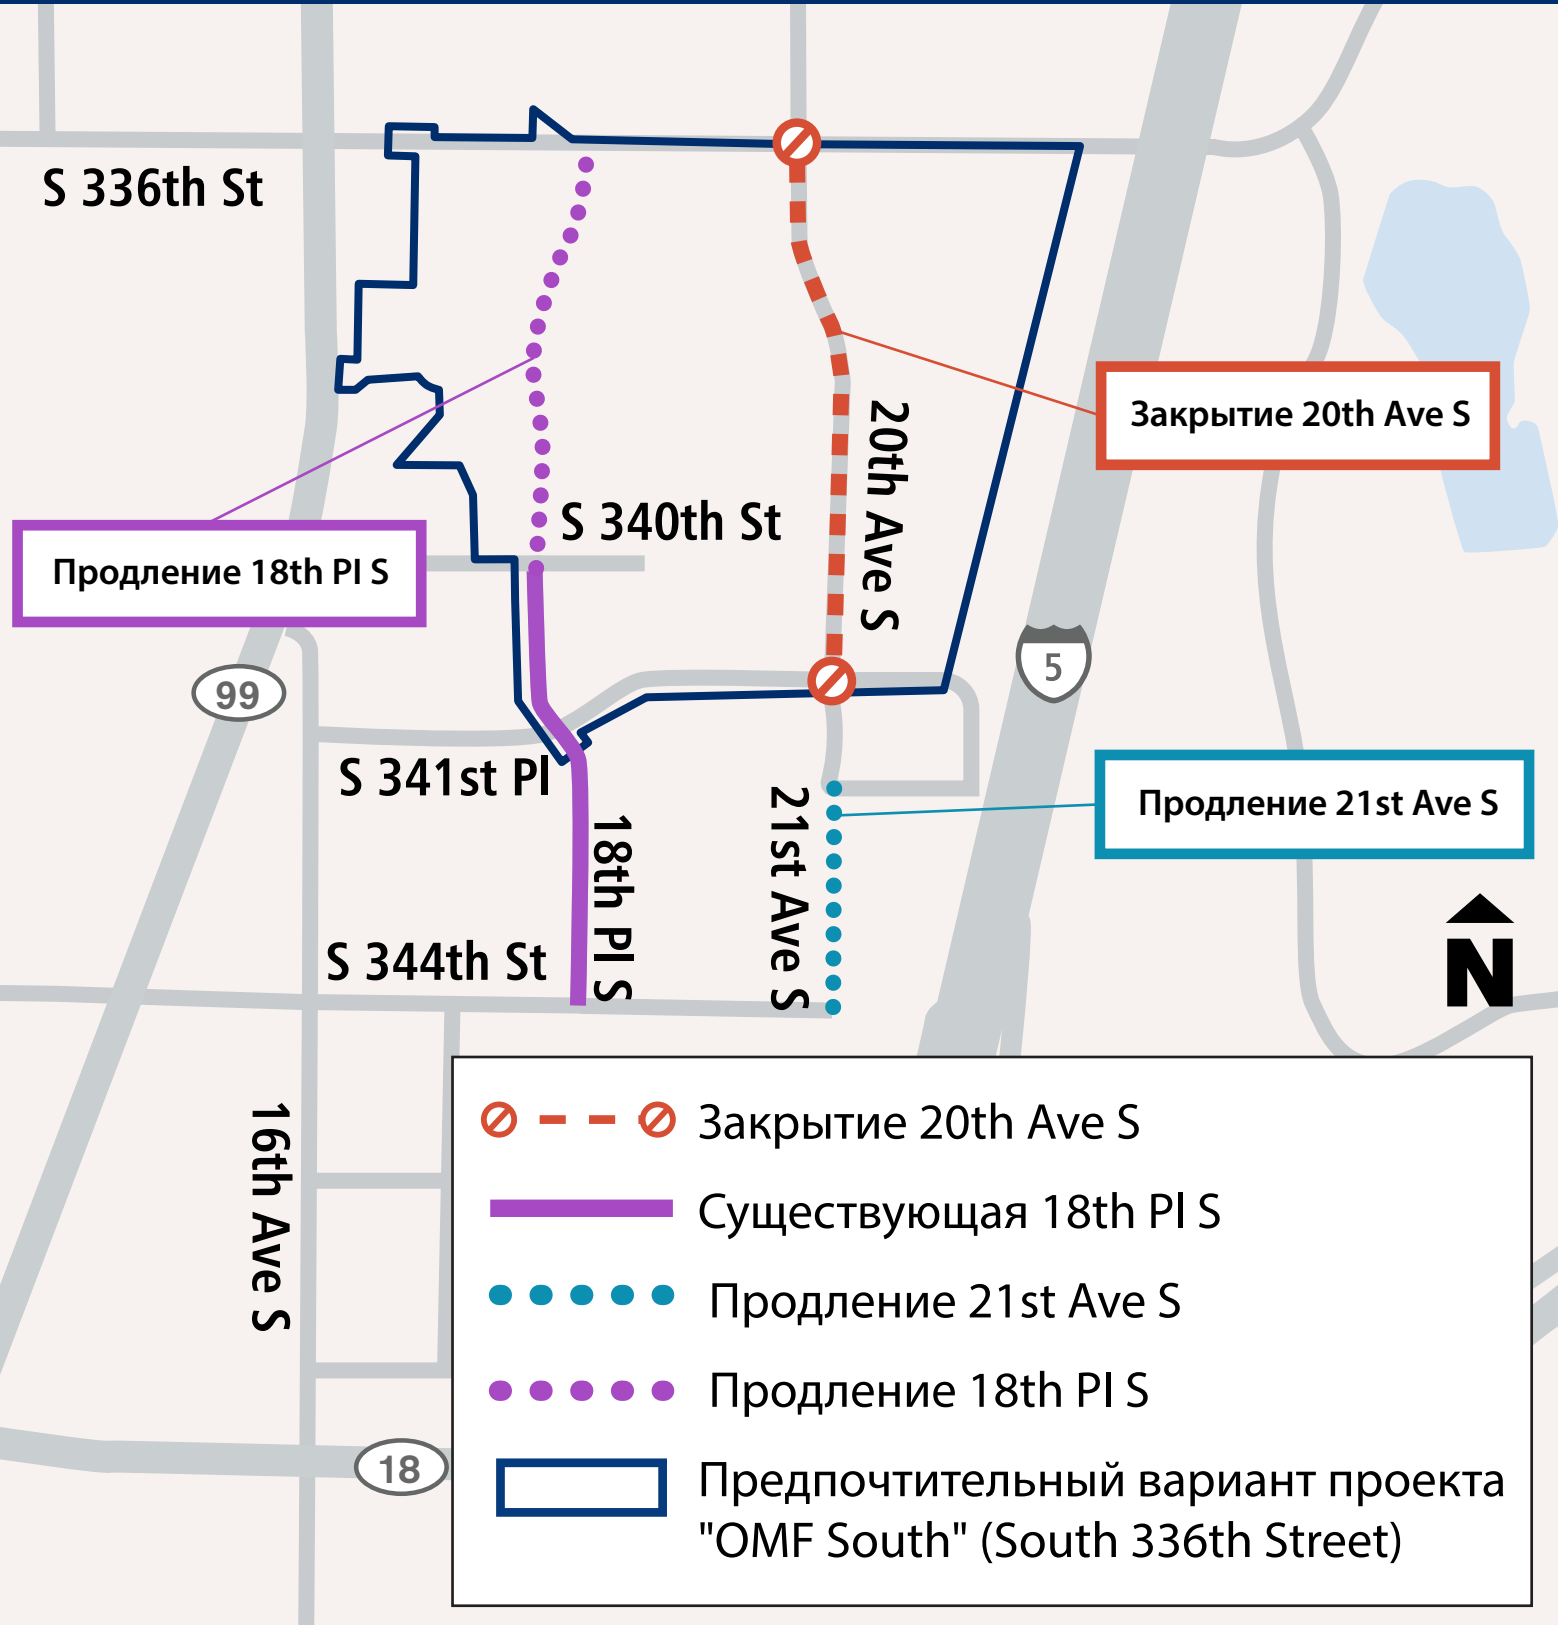 S 336th St
Закрытие 20th Ave S
20th Ave S
S 340th St
Продление 18th Pl S
5
99
S 341st Pl
Продление 21st Ave S
18th Pl S
21st Ave S
S 344th St
N
16th Ave S
Закрытие 20th Ave S
Существующая 18th Pl S
Продление 21st Ave S
Продление 18th Pl S
18
Предпочтительный вариант проекта
"OMF South" (South 336th Street)